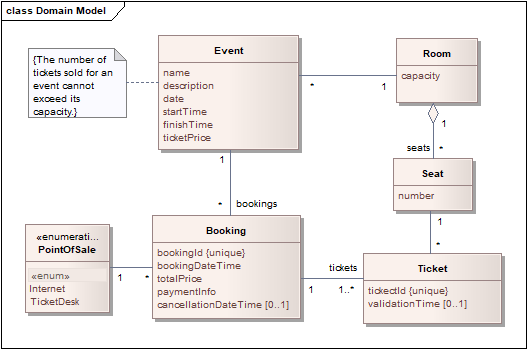 class Domain Model
{The number of
tickets sold for an
event cannot
exceed its
capacity.}
Event
name
description
date
startTime
finishTime
ticketPrice
* 1
Room
capacity
1
seats *
Seat
number
1
*
1
* bookings
«enumerati...
PointOfSale
«enum»
Internet
TicketDesk
1 *
Booking
bookingId {unique}
bookingDateTime
totalPrice
paymentInfo
cancellationDateTime [0..1]
tickets
1 1..*
Ticket
tickectId {unique}
validationTime [0..1]